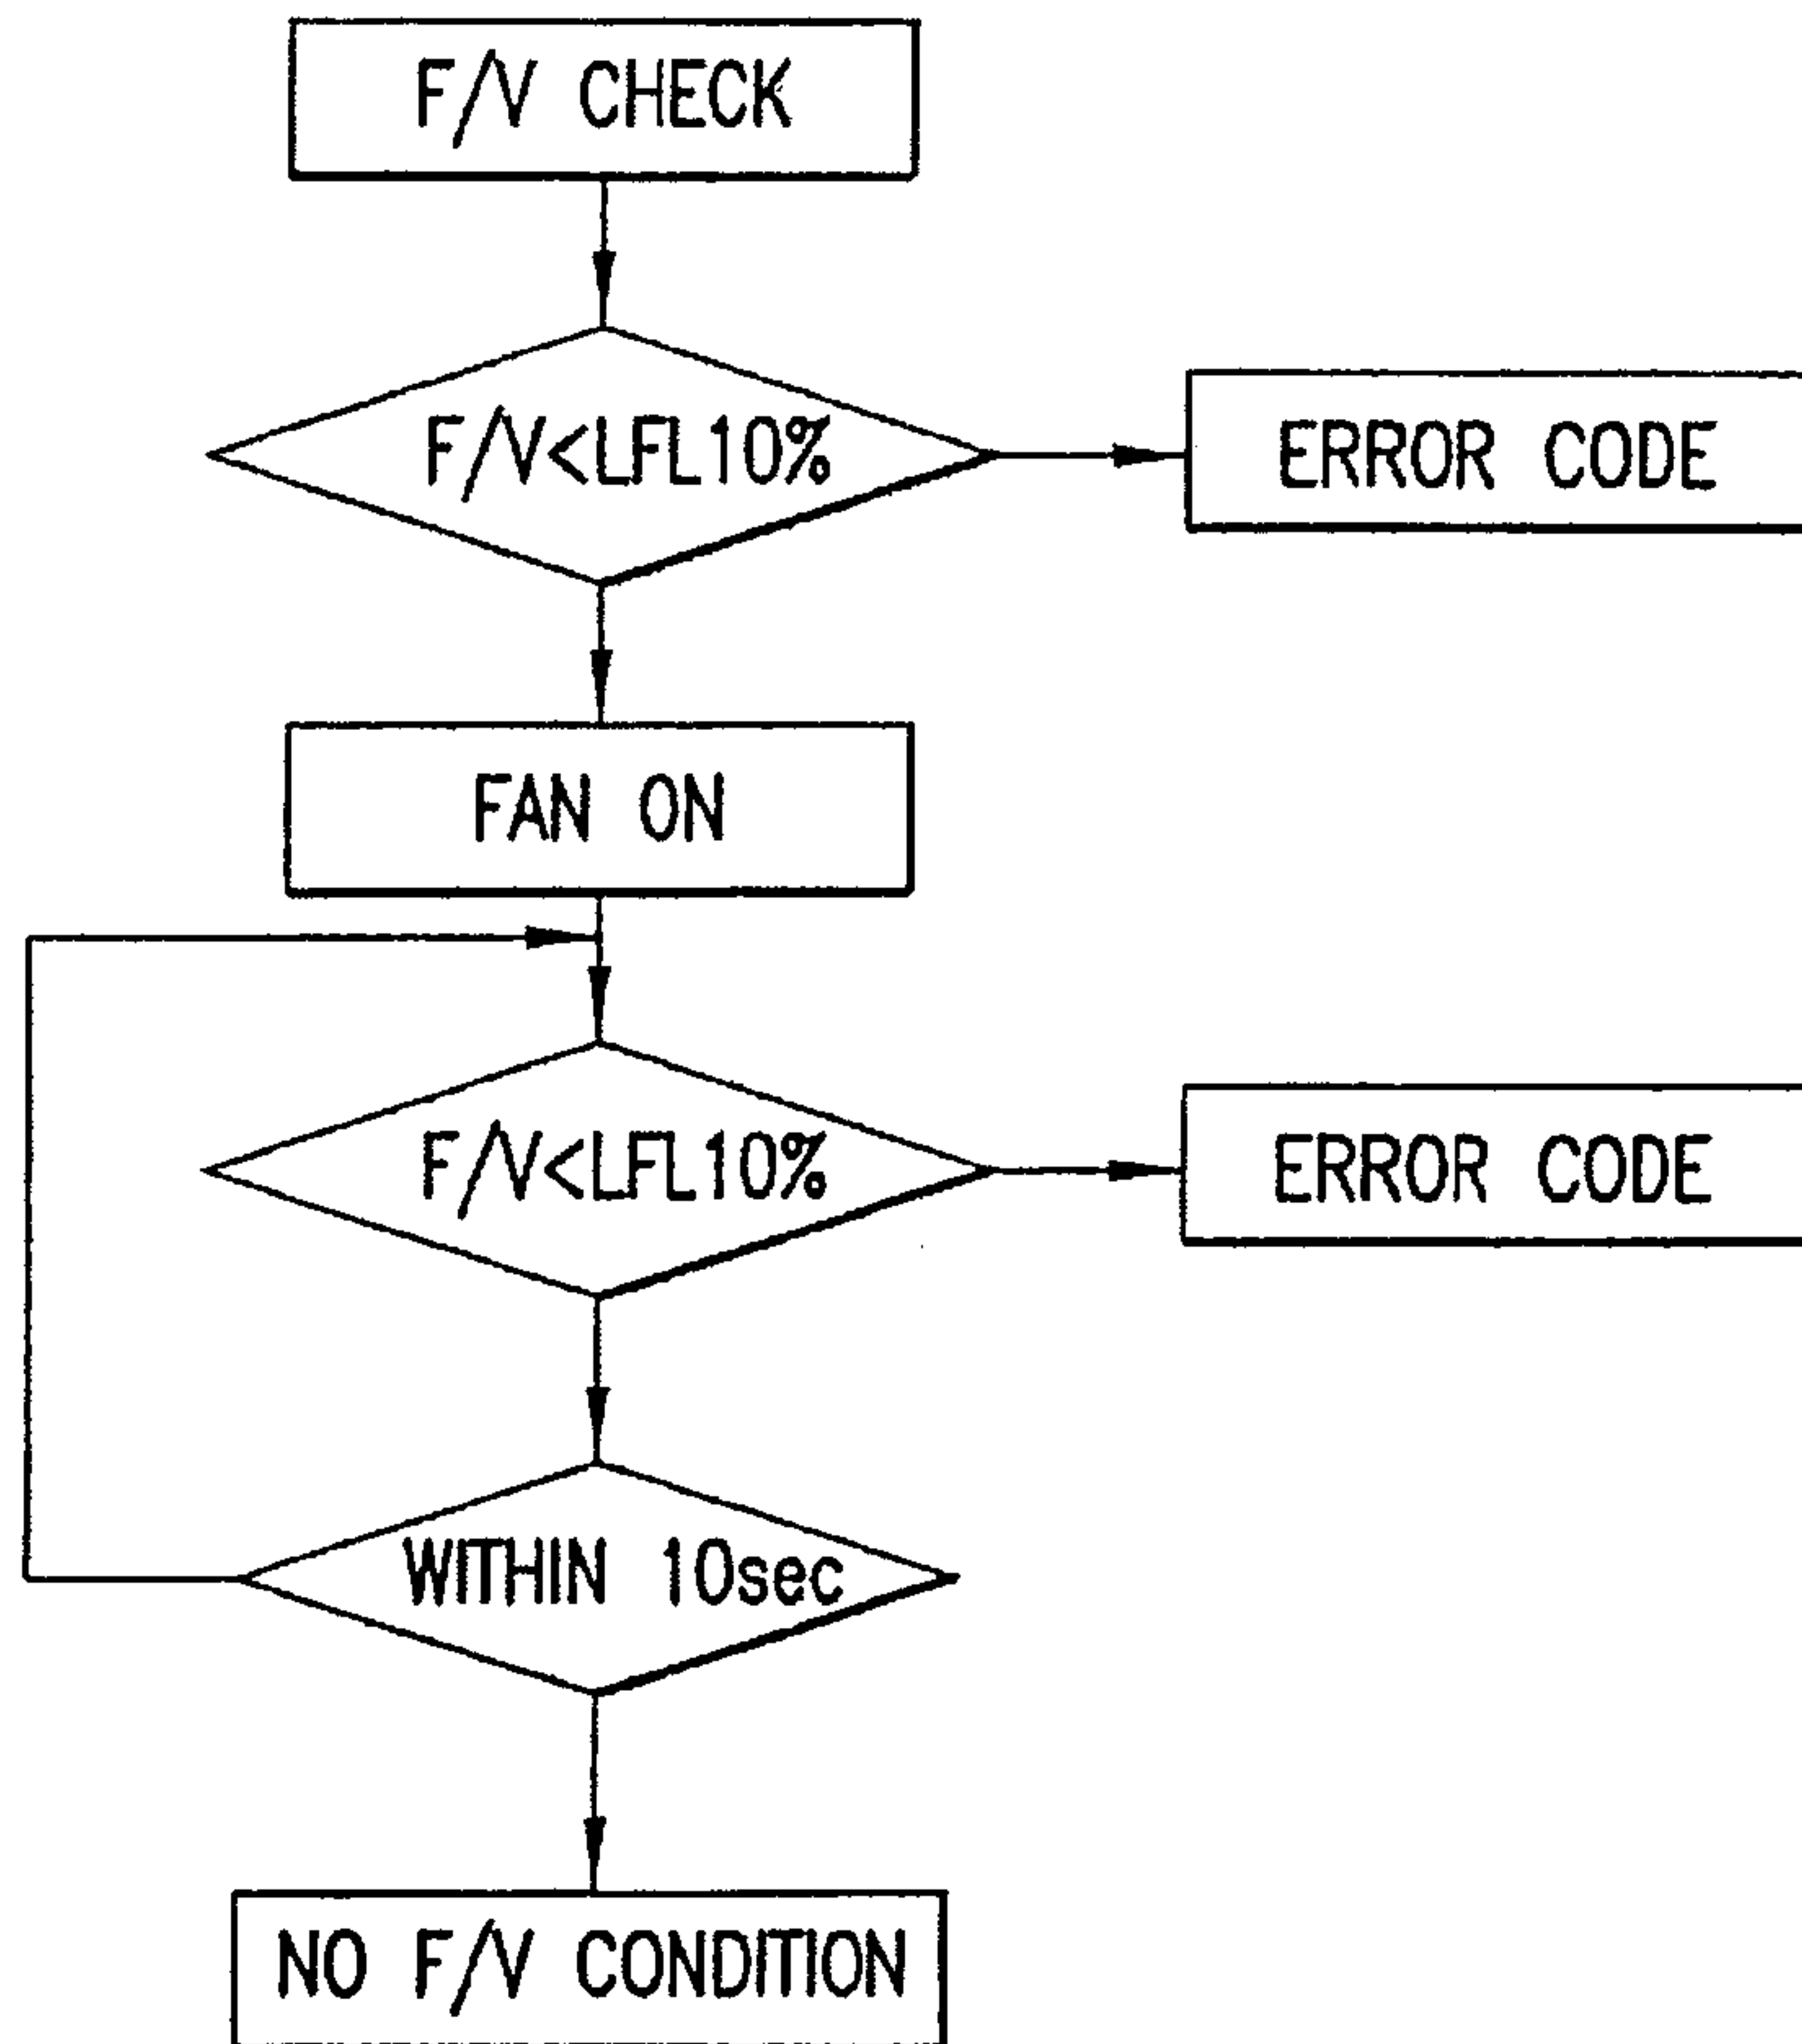 F/V CHECK
F/V<LFL10%
ERROR CODE
FAN ON
F/V<LFL10%
ERROR CODE
WITHIN 10sec
NO F/V CONDITION